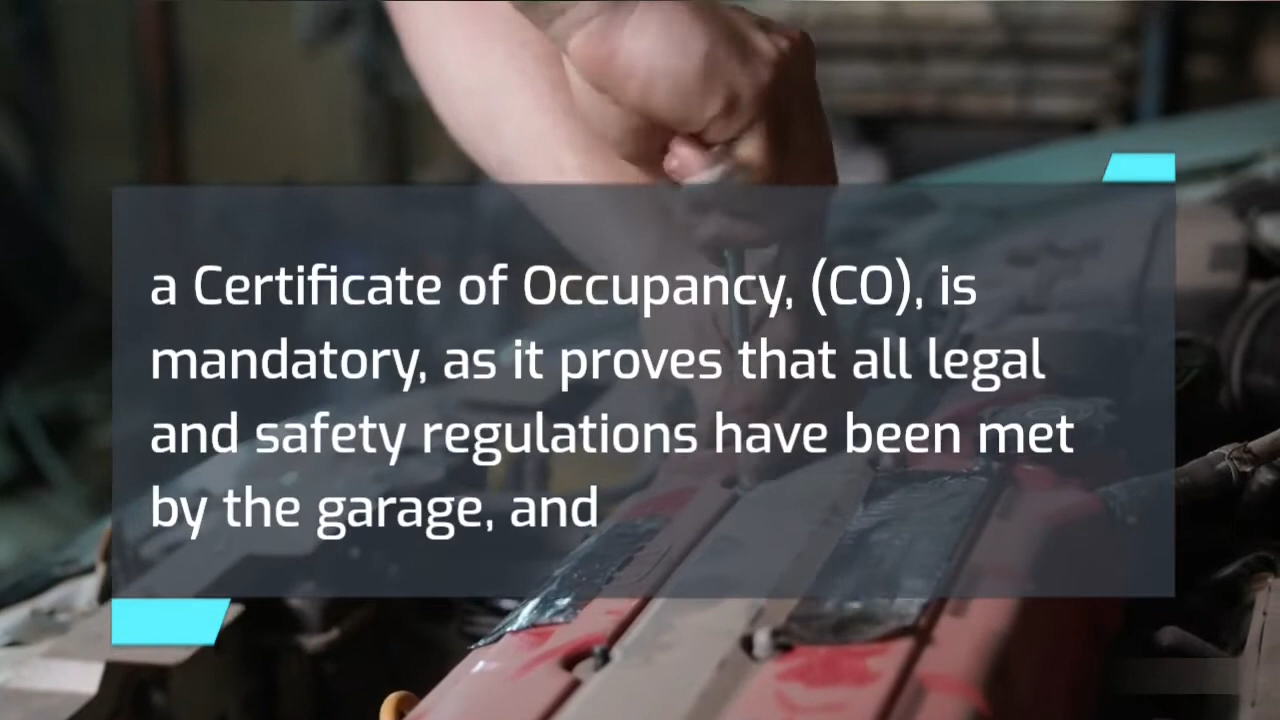 a Certificate of Occupancy, (CO), is
mandatory, as it proves that all legal
and safety regulations have been met
by the garage, and